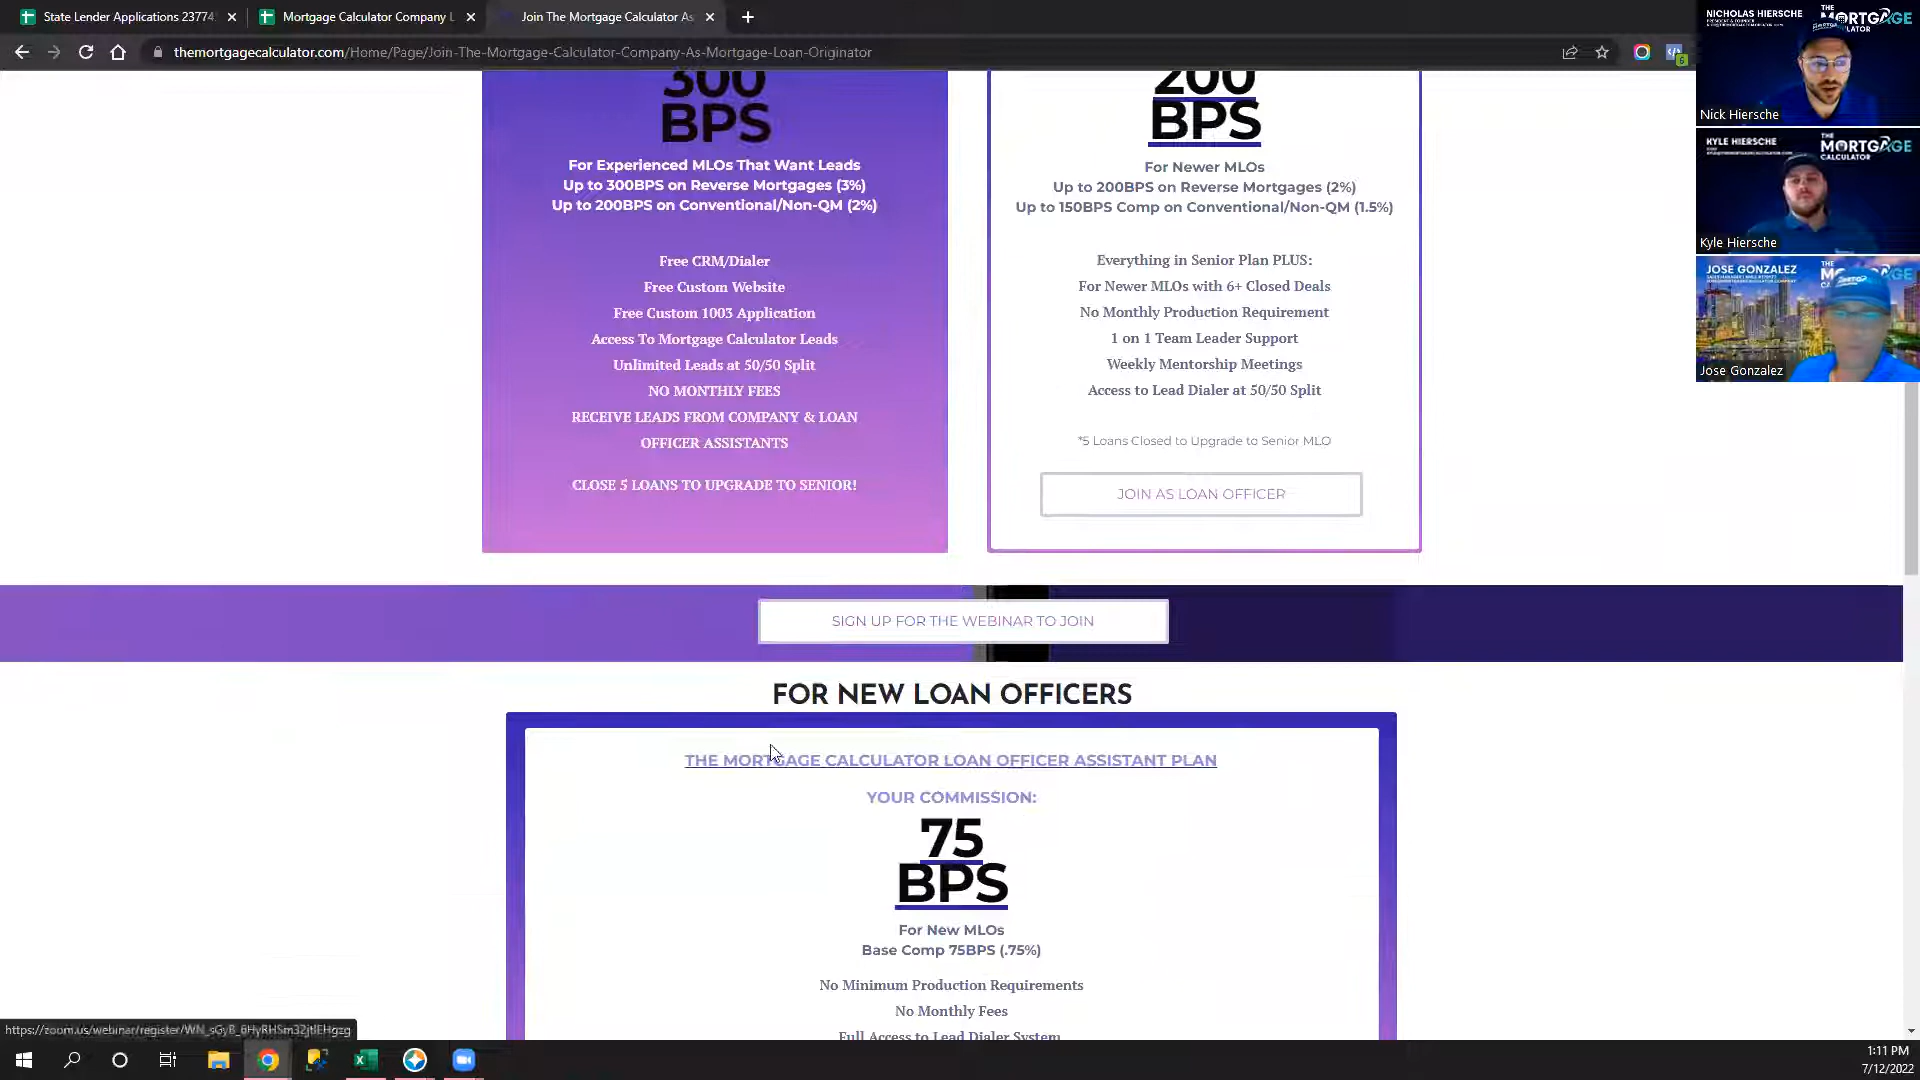 State Lender Applications 23774
Mortgage Calculator Company L
Join The Mortgage Calculator As
themortgagecalculator.com/Home/Page/Join-The-Mortgage-Calculator-Company-As-Mortgage-Loan-Originator
300
BPS
For Experienced MLOs That Want Leads
Up to 300BPS on Reverse Mortgages (3%)
Up to 200BPS on Conventional/Non-QM (2%)
Free CRM/Dialer
Free Custom Website
Free Custom 1003 Application
Access To Mortgage Calculator Leads
Unlimited Leads at 50/50 Split
NO MONTHLY FEES
RECEIVE LEADS FROM COMPANY & LOAN
OFFICER ASSISTANTS
CLOSE 5 LOANS TO UPGRADE TO SENIOR!
200
BPS
For Newer MLOs
Up to 200BPS on Reverse Mortgages (2%)
Up to 150BPS Comp on Conventional/Non-QM (1.5%)
Everything in Senior Plan PLUS:
For Newer MLOs with 6+ Closed Deals
No Monthly Production Requirement
1 on 1 Team Leader Support
Weekly Mentorship Meetings
Access to Lead Dialer at 50/50 Split
*5 Loans Closed to Upgrade to Senior MLO
JOIN AS LOAN OFFICER
NICHOLAS HIERSCHE
THE
Nick Hiersche
KYLE HIERSCHE
THE
MORTGAGE
CALCULATOR
Kyle Hiersche
JOSE GONZALEZ
THE
Jose Gonzalez
SIGN UP FOR THE WEBINAR TO JOIN
FOR NEW LOAN OFFICERS
THE MORTGAGE CALCULATOR LOAN OFFICER ASSISTANT PLAN
YOUR COMMISSION:
75
BPS
For New MLOs
Base Comp 75BPS (.75%)
No Minimum Production Requirements
No Monthly Fees
Full Access to Lead Dialer System
1:11 PM
7/12/2022